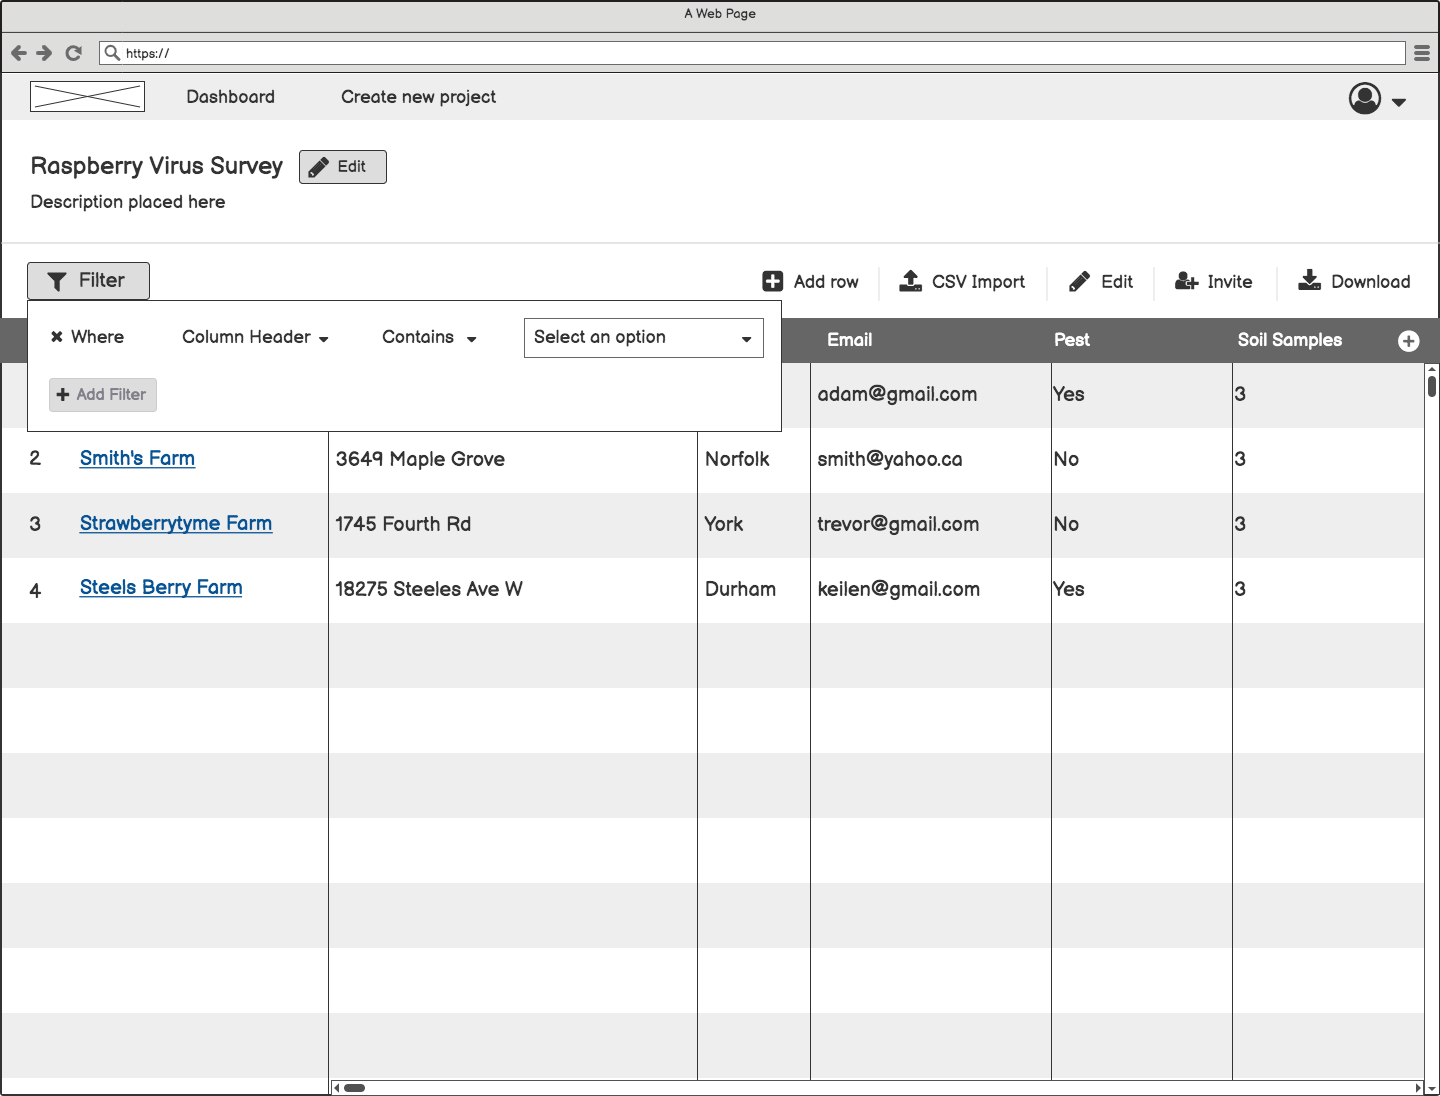 A Web Page
https://
Dashboard Create new project
Raspberry Virus Survey Edit
Description placed here
Filter Add row CSV Import Edit Invite Download
Where Column Header Contains Select an option
Email Pest Soil Samples
Add Filter
adam@gmail.com Yes 3
2 Smith's Farm 3649 Maple Grove Norfolk smith@yahoo.ca No 3
3 Strawberrytyme Farm 1745 Fourth Rd York trevor@gmail.com No 3
4 Steels Berry Farm 18275 Steeles Ave W Durham keilen@gmail.com Yes 3